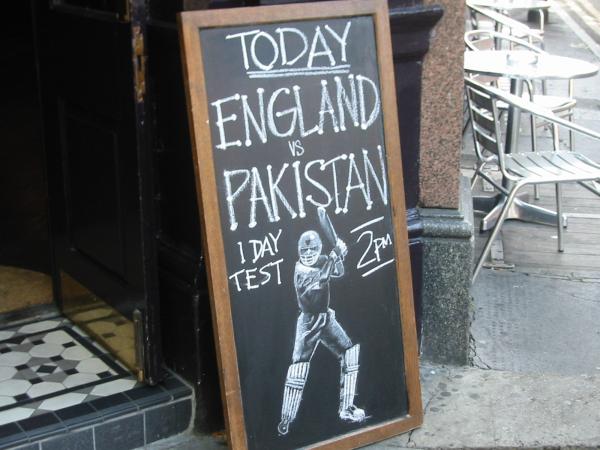 TODAY
ENGLAND
VS
PAKISTAN
1 DAY
TEST
2PM